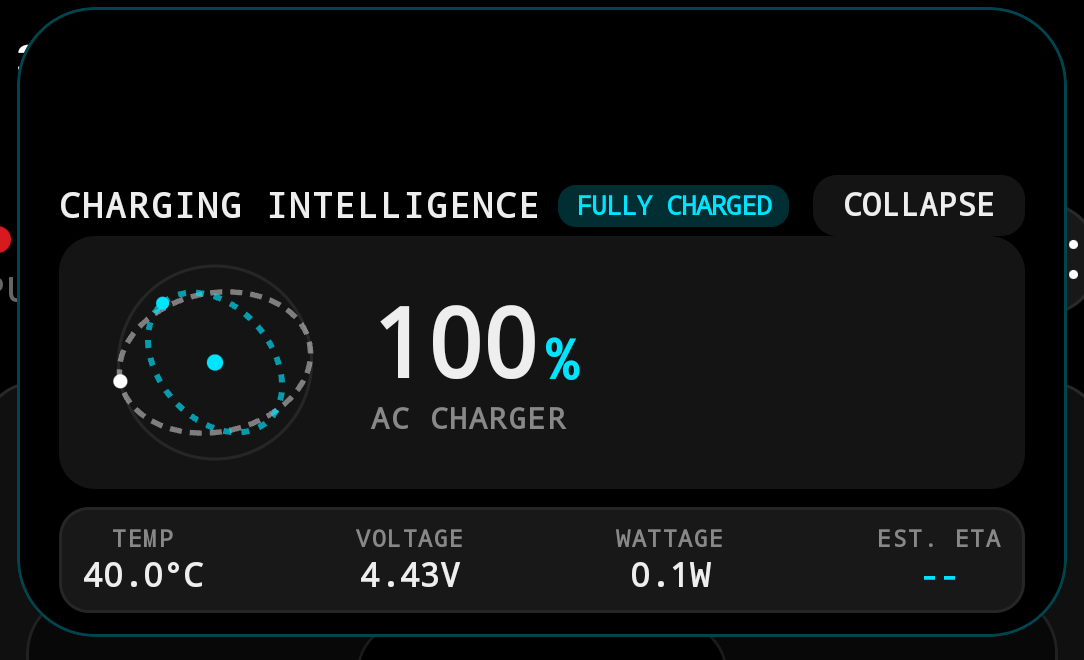 CHARGING INTELLIGENCE FULLY CHARGED COLLAPSE
100%
AC CHARGER
TEMP VOLTAGE WATTAGE EST. ETA
40.0°C 4.43V 0.1W --